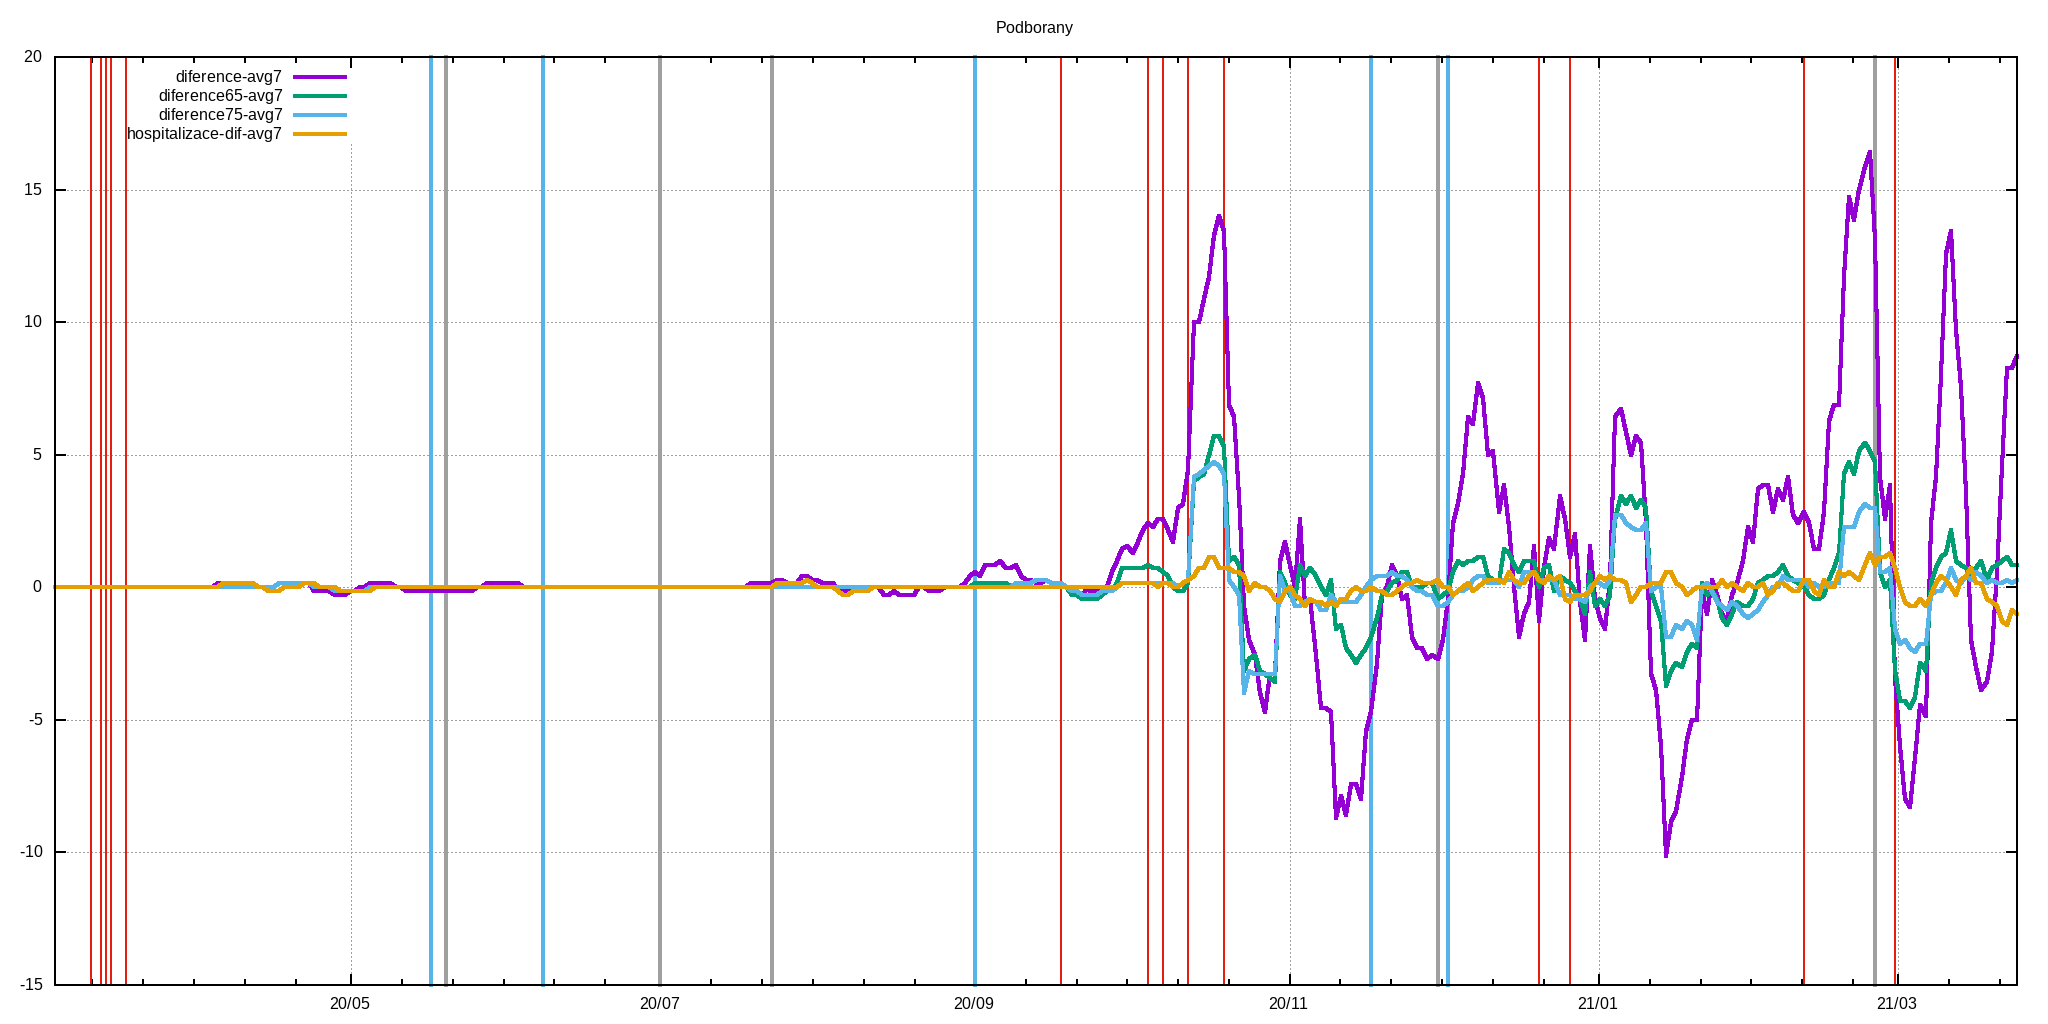 Podborany
20
15
10
5
0
-5
-10
-15
diference-avg7
diference65-avg7
diference75-avg7
hospitalizace-dif-avg7
20/05
20/07
20/09
20/11
21/01
21/03